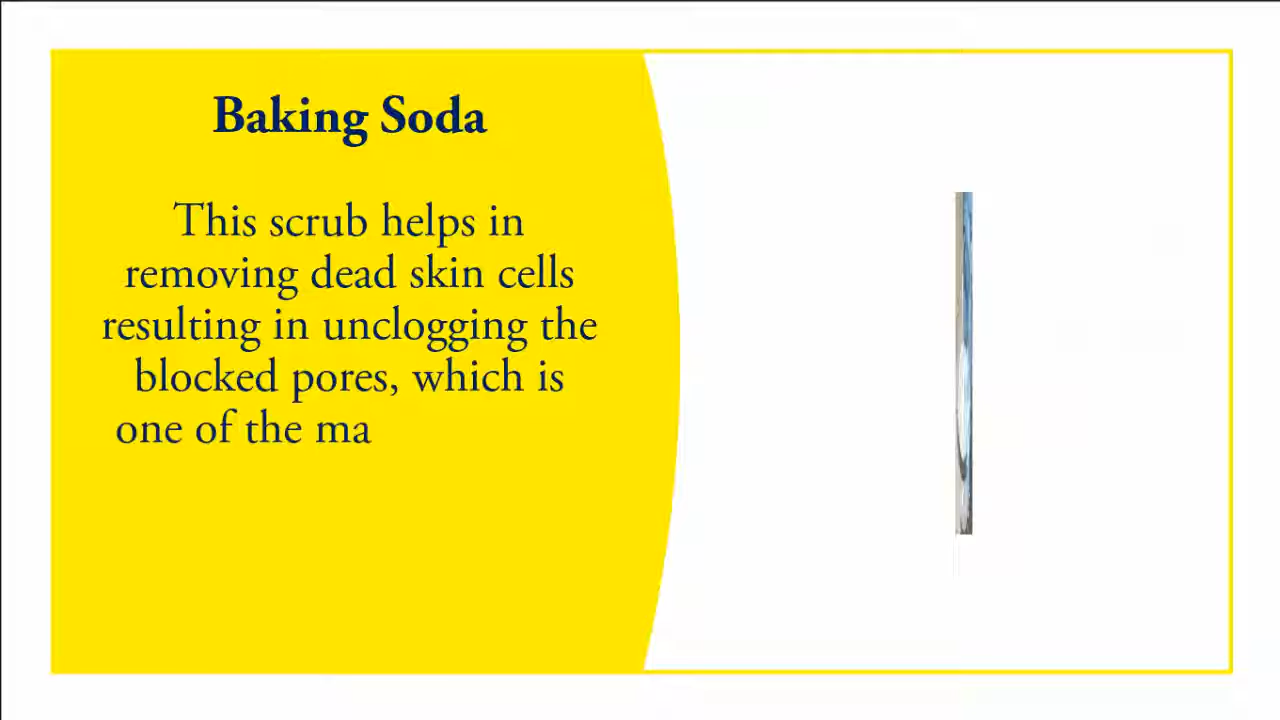 Baking Soda
This scrub helps in
removing dead skin cells
resulting in unclogging the
blocked pores, which is
one of the ma